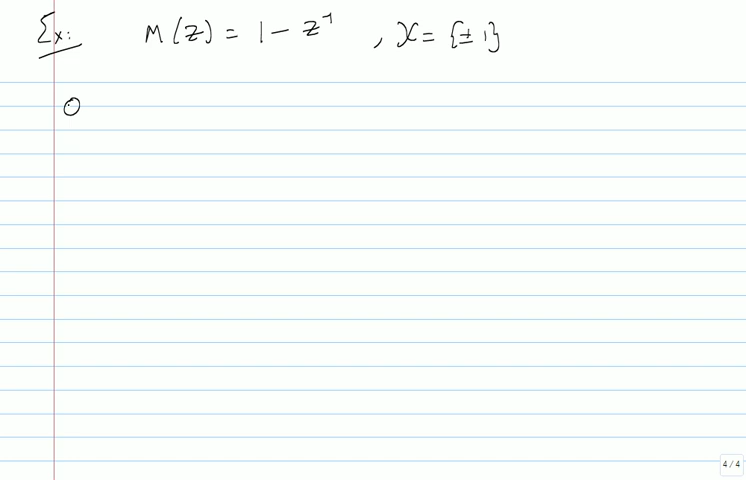 Ex: M(z) = 1 - z⁻¹ , 𝒳 = {± 1}
0
4 / 4